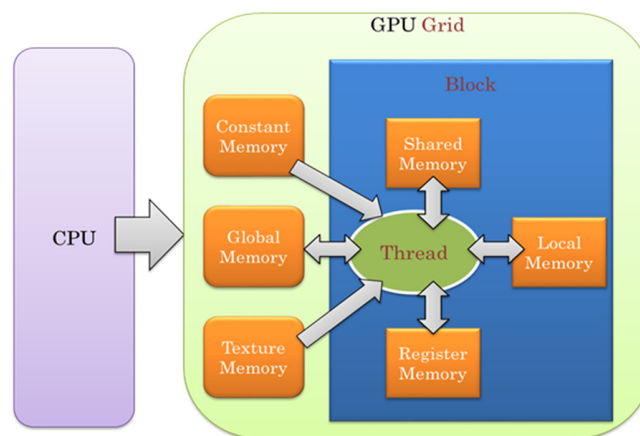 GPU Grid
Block
Constant
Memory
Shared
Memory
CPU
Global
Memory
Thread
Local
Memory
Texture
Memory
Register
Memory